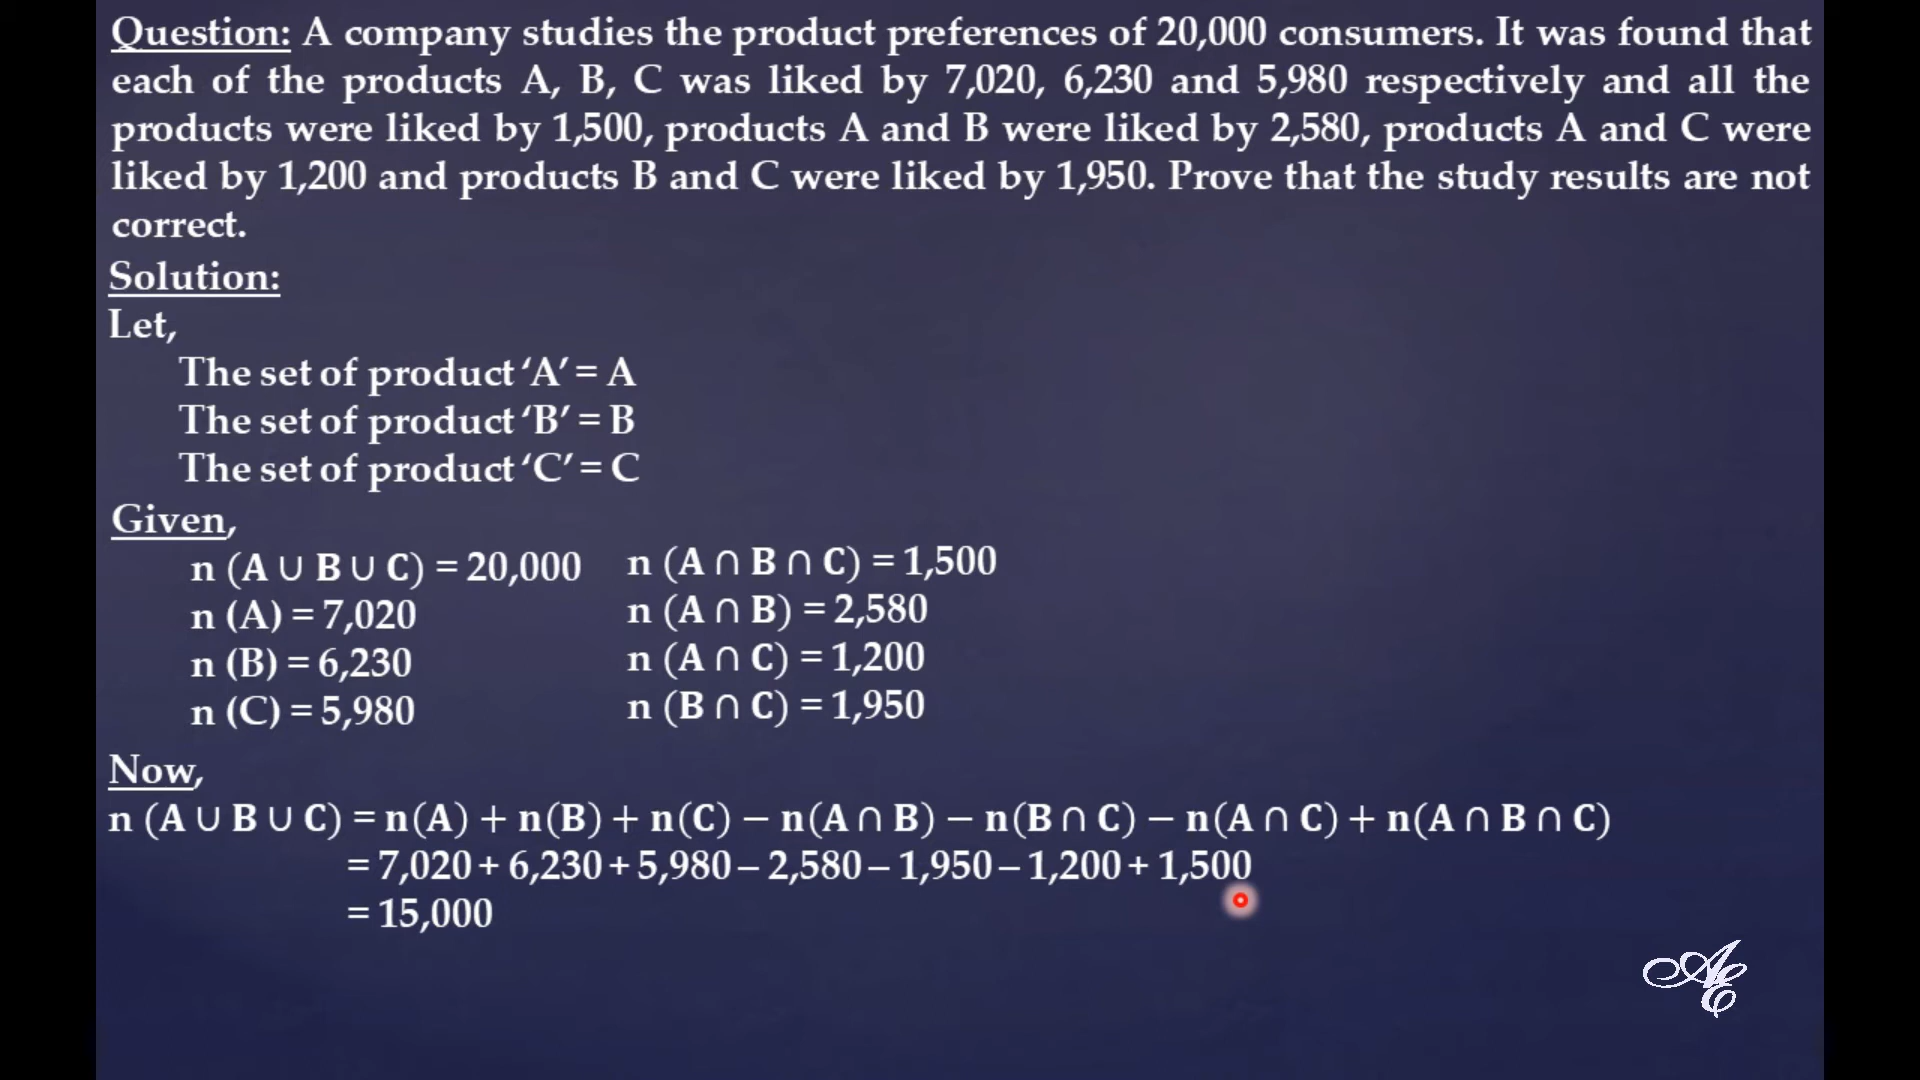 Question: A company studies the product preferences of 20,000 consumers. It was found that
each of the products A, B, C was liked by 7,020, 6,230 and 5,980 respectively and all the
products were liked by 1,500, products A and B were liked by 2,580, products A and C were
liked by 1,200 and products B and C were liked by 1,950. Prove that the study results are not
correct.
Solution:
Let,
The set of product ‘A’ = A
The set of product ‘B’ = B
The set of product ‘C’ = C
Given,
n (A ∪ B ∪ C) = 20,000
n (A) = 7,020
n (B) = 6,230
n (C) = 5,980
n (A ∩ B ∩ C) = 1,500
n (A ∩ B) = 2,580
n (A ∩ C) = 1,200
n (B ∩ C) = 1,950
Now,
n (A ∪ B ∪ C) = n(A) + n(B) + n(C) − n(A ∩ B) − n(B ∩ C) − n(A ∩ C) + n(A ∩ B ∩ C)
= 7,020 + 6,230 + 5,980 – 2,580 – 1,950 – 1,200 + 1,500
= 15,000
AE